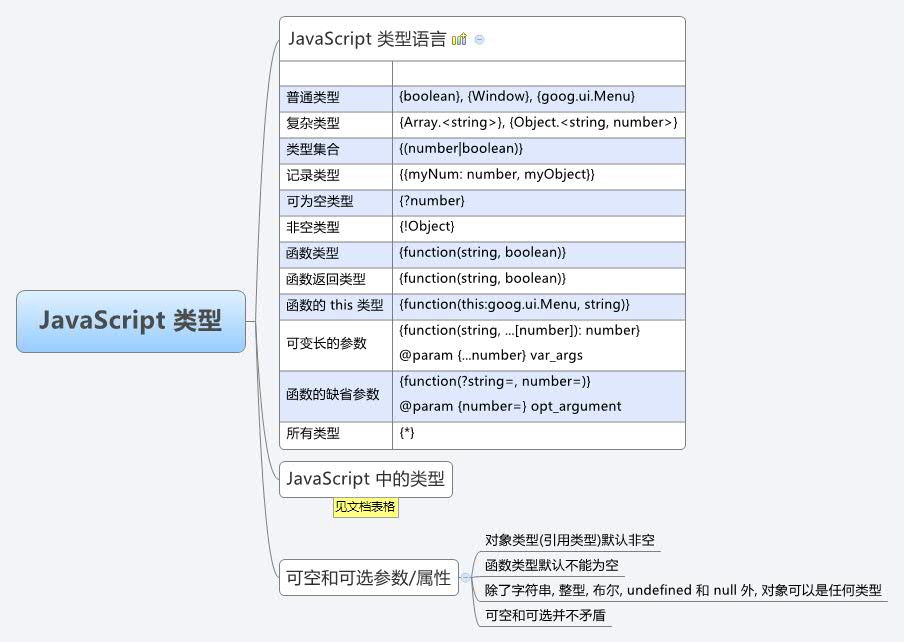 JavaScript 类型
JavaScript 类型语言
普通类型 {boolean}, {Window}, {goog.ui.Menu}
复杂类型 {Array.<string>}, {Object.<string, number>}
类型集合 {(number|boolean)}
记录类型 {{myNum: number, myObject}}
可为空类型 {?number}
非空类型 {!Object}
函数类型 {function(string, boolean)}
函数返回类型 {function(string, boolean)}
函数的 this 类型 {function(this:goog.ui.Menu, string)}
可变长的参数 {function(string, ...[number]): number}
@param {...number} var_args
函数的缺省参数 {function(?string=, number=)}
@param {number=} opt_argument
所有类型 {*}
JavaScript 中的类型
见文档表格
可空和可选参数/属性
对象类型(引用类型)默认非空
函数类型默认不能为空
除了字符串, 整型, 布尔, undefined 和 null 外, 对象可以是任何类型
可空和可选并不矛盾